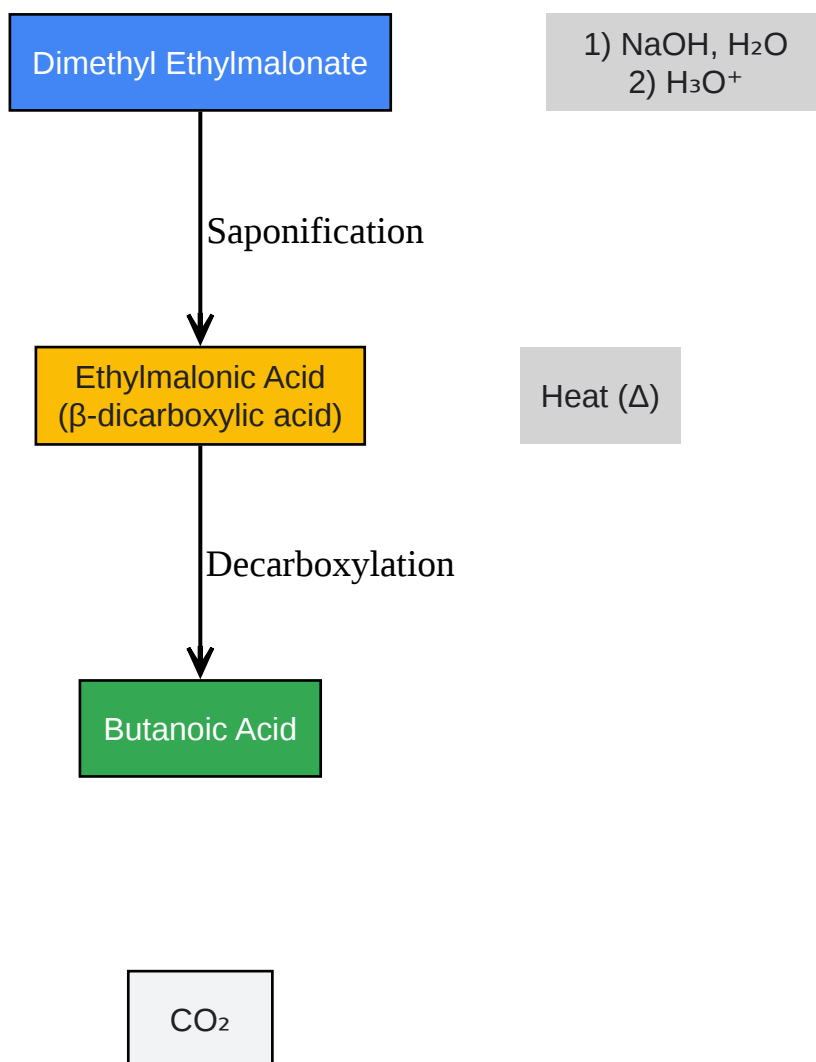 Dimethyl Ethylmalonate
1) NaOH, H₂O
2) H₃O⁺
Saponification
Ethylmalonic Acid
(β-dicarboxylic acid)
Heat (Δ)
Decarboxylation
Butanoic Acid
CO₂